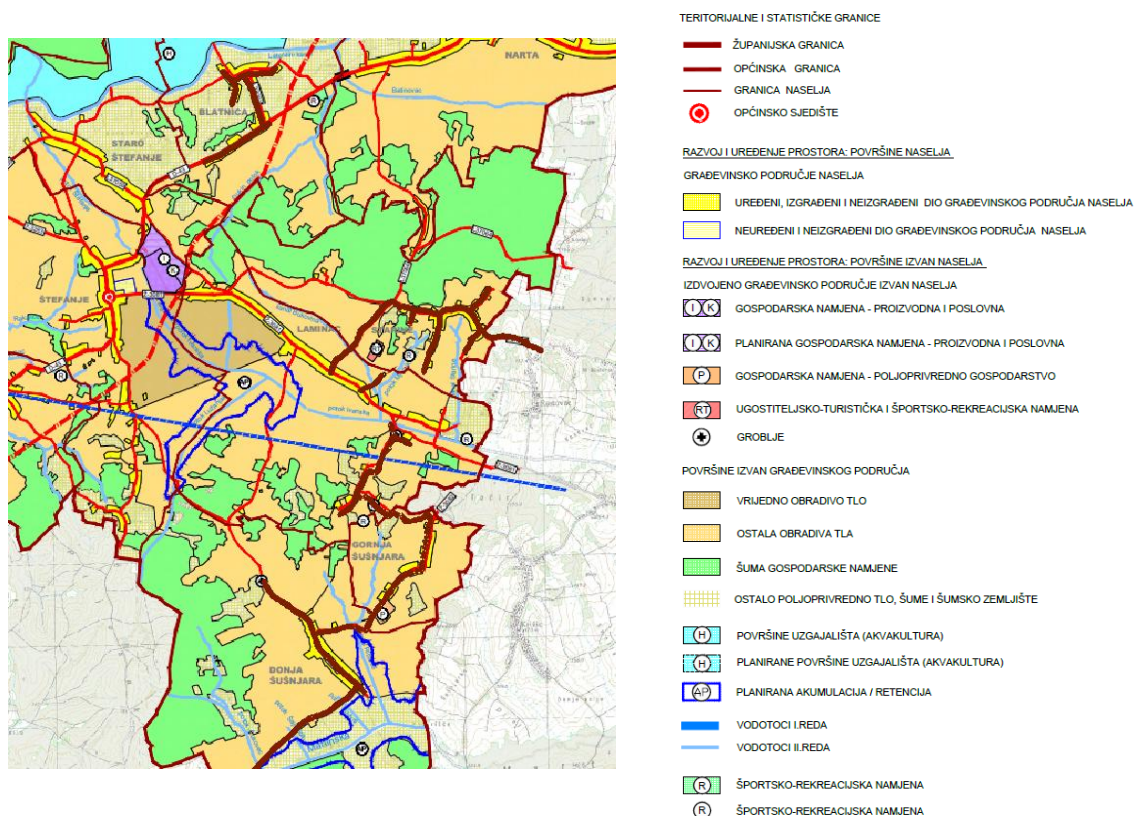 TERITORIJALNE I STATISTIČKE GRANICE
ŽUPANIJSKA GRANICA
OPĆINSKA GRANICA
GRANICA NASELJA
OPĆINSKO SJEDIŠTE
RAZVOJ I UREĐENJE PROSTORA: POVRŠINE NASELJA
GRAĐEVINSKO PODRUČJE NASELJA
UREĐENI, IZGRAĐENI I NEIZGRAĐENI DIO GRAĐEVINSKOG PODRUČJA NASELJA
NEUREĐENI I NEIZGRAĐENI DIO GRAĐEVINSKOG PODRUČJA NASELJA
RAZVOJ I UREĐENJE PROSTORA: POVRŠINE IZVAN NASELJA
IZDVOJENO GRAĐEVINSKO PODRUČJE IZVAN NASELJA
I K GOSPODARSKA NAMJENA - PROIZVODNA I POSLOVNA
I K PLANIRANA GOSPODARSKA NAMJENA - PROIZVODNA I POSLOVNA
P GOSPODARSKA NAMJENA - POLJOPRIVREDNO GOSPODARSTVO
RT UGOSTITELJSKO-TURISTIČKA I ŠPORTSKO-REKREACIJSKA NAMJENA
GROBLJE
POVRŠINE IZVAN GRAĐEVINSKOG PODRUČJA
VRIJEDNO OBRADIVO TLO
OSTALA OBRADIVA TLA
ŠUMA GOSPODARSKE NAMJENE
OSTALO POLJOPRIVREDNO TLO, ŠUME I ŠUMSKO ZEMLJIŠTE
H POVRŠINE UZGAJALIŠTA (AKVAKULTURA)
H PLANIRANE POVRŠINE UZGAJALIŠTA (AKVAKULTURA)
AP PLANIRANA AKUMULACIJA / RETENCIJA
VODOTOCI I.REDA
VODOTOCI II.REDA
R ŠPORTSKO-REKREACIJSKA NAMJENA
R ŠPORTSKO-REKREACIJSKA NAMJENA
H
NARTA
R
BLATNICA
STARO
ŠTEFANJE
I
K
ŠTEFANJE
LAMINAC
RT
R
AP
R
R
R
GORNJA
ŠUŠNJARA
P
DONJA
ŠUŠNJARA
AP